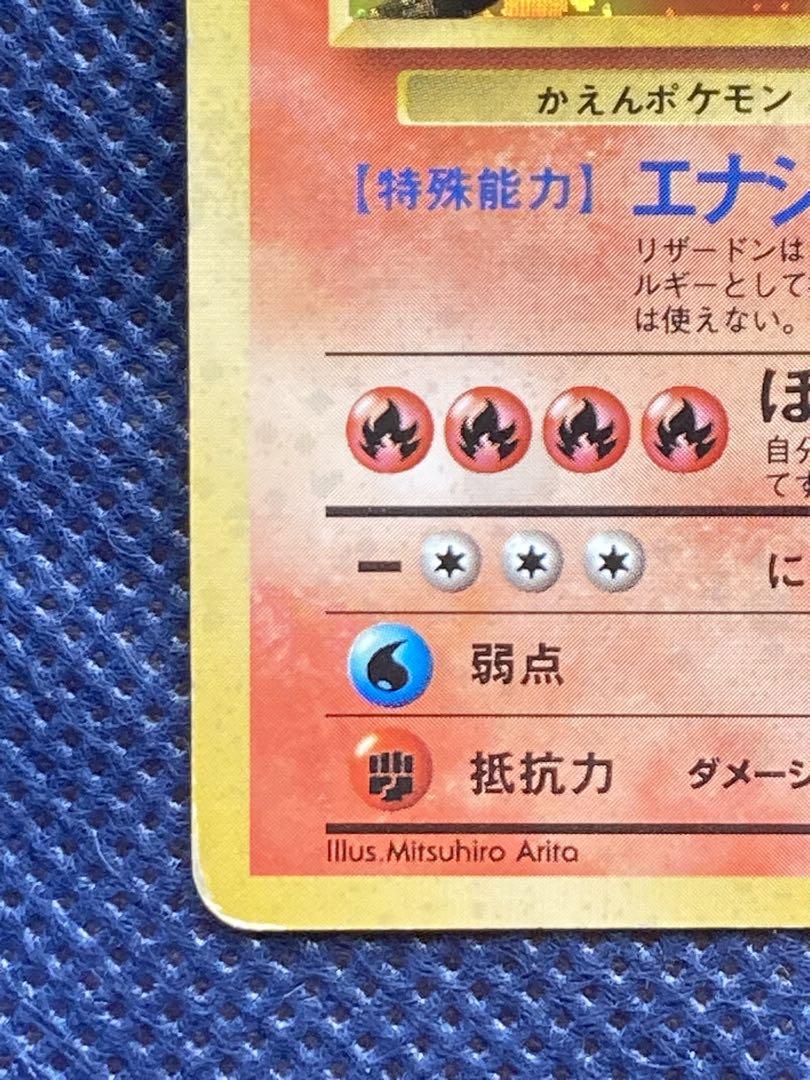 かえんポケモン
【特殊能力】 エナジ
リザードンは
ルギーとして
は使えない。
ほ
自分
てす
に
弱点
抵抗力 ダメージ
Illus.Mitsuhiro Arita